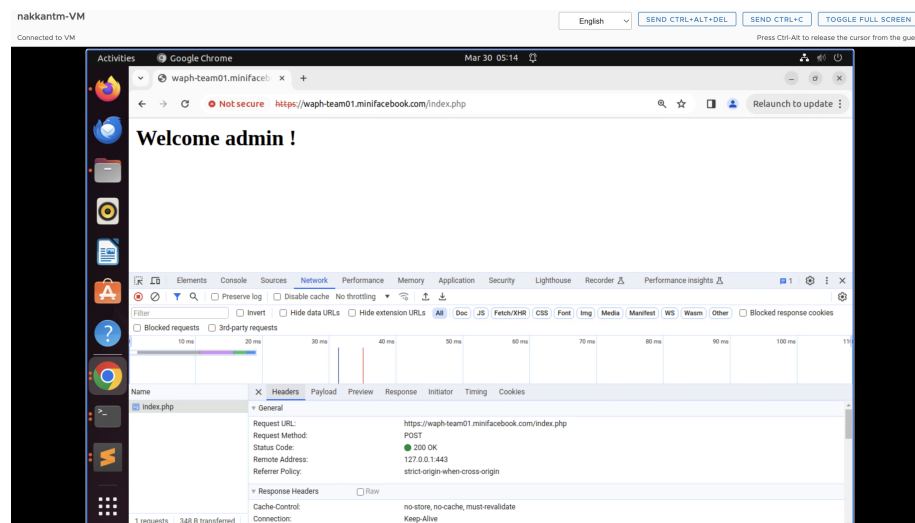 nakkantm-VM
English
SEND CTRL+ALT+DEL
SEND CTRL+C
TOGGLE FULL SCREEN
Connected to VM
Press Ctrl-Alt to release the cursor from the gue
Activities Google Chrome Mar 30 05:14
waph-team01.minifaceb
Not secure https://waph-team01.minifacebook.com/index.php Relaunch to update
Welcome admin !
Elements Console Sources Network Performance Memory Application Security Lighthouse Recorder Performance insights 1
Preserve log Disable cache No throttling
Filter Invert Hide data URLs Hide extension URLs All Doc JS Fetch/XHR CSS Font Img Media Manifest WS Wasm Other Blocked response cookies
Blocked requests 3rd-party requests
10 ms 20 ms 30 ms 40 ms 50 ms 60 ms 70 ms 80 ms 90 ms 100 ms 110
Name Headers Payload Preview Response Initiator Timing Cookies
index.php General
Request URL: https://waph-team01.minifacebook.com/index.php
Request Method: POST
Status Code: 200 OK
Remote Address: 127.0.0.1:443
Referrer Policy: strict-origin-when-cross-origin
Response Headers Raw
Cache-Control: no-store, no-cache, must-revalidate
Connection: Keep-Alive
1 requests 348 B transferred